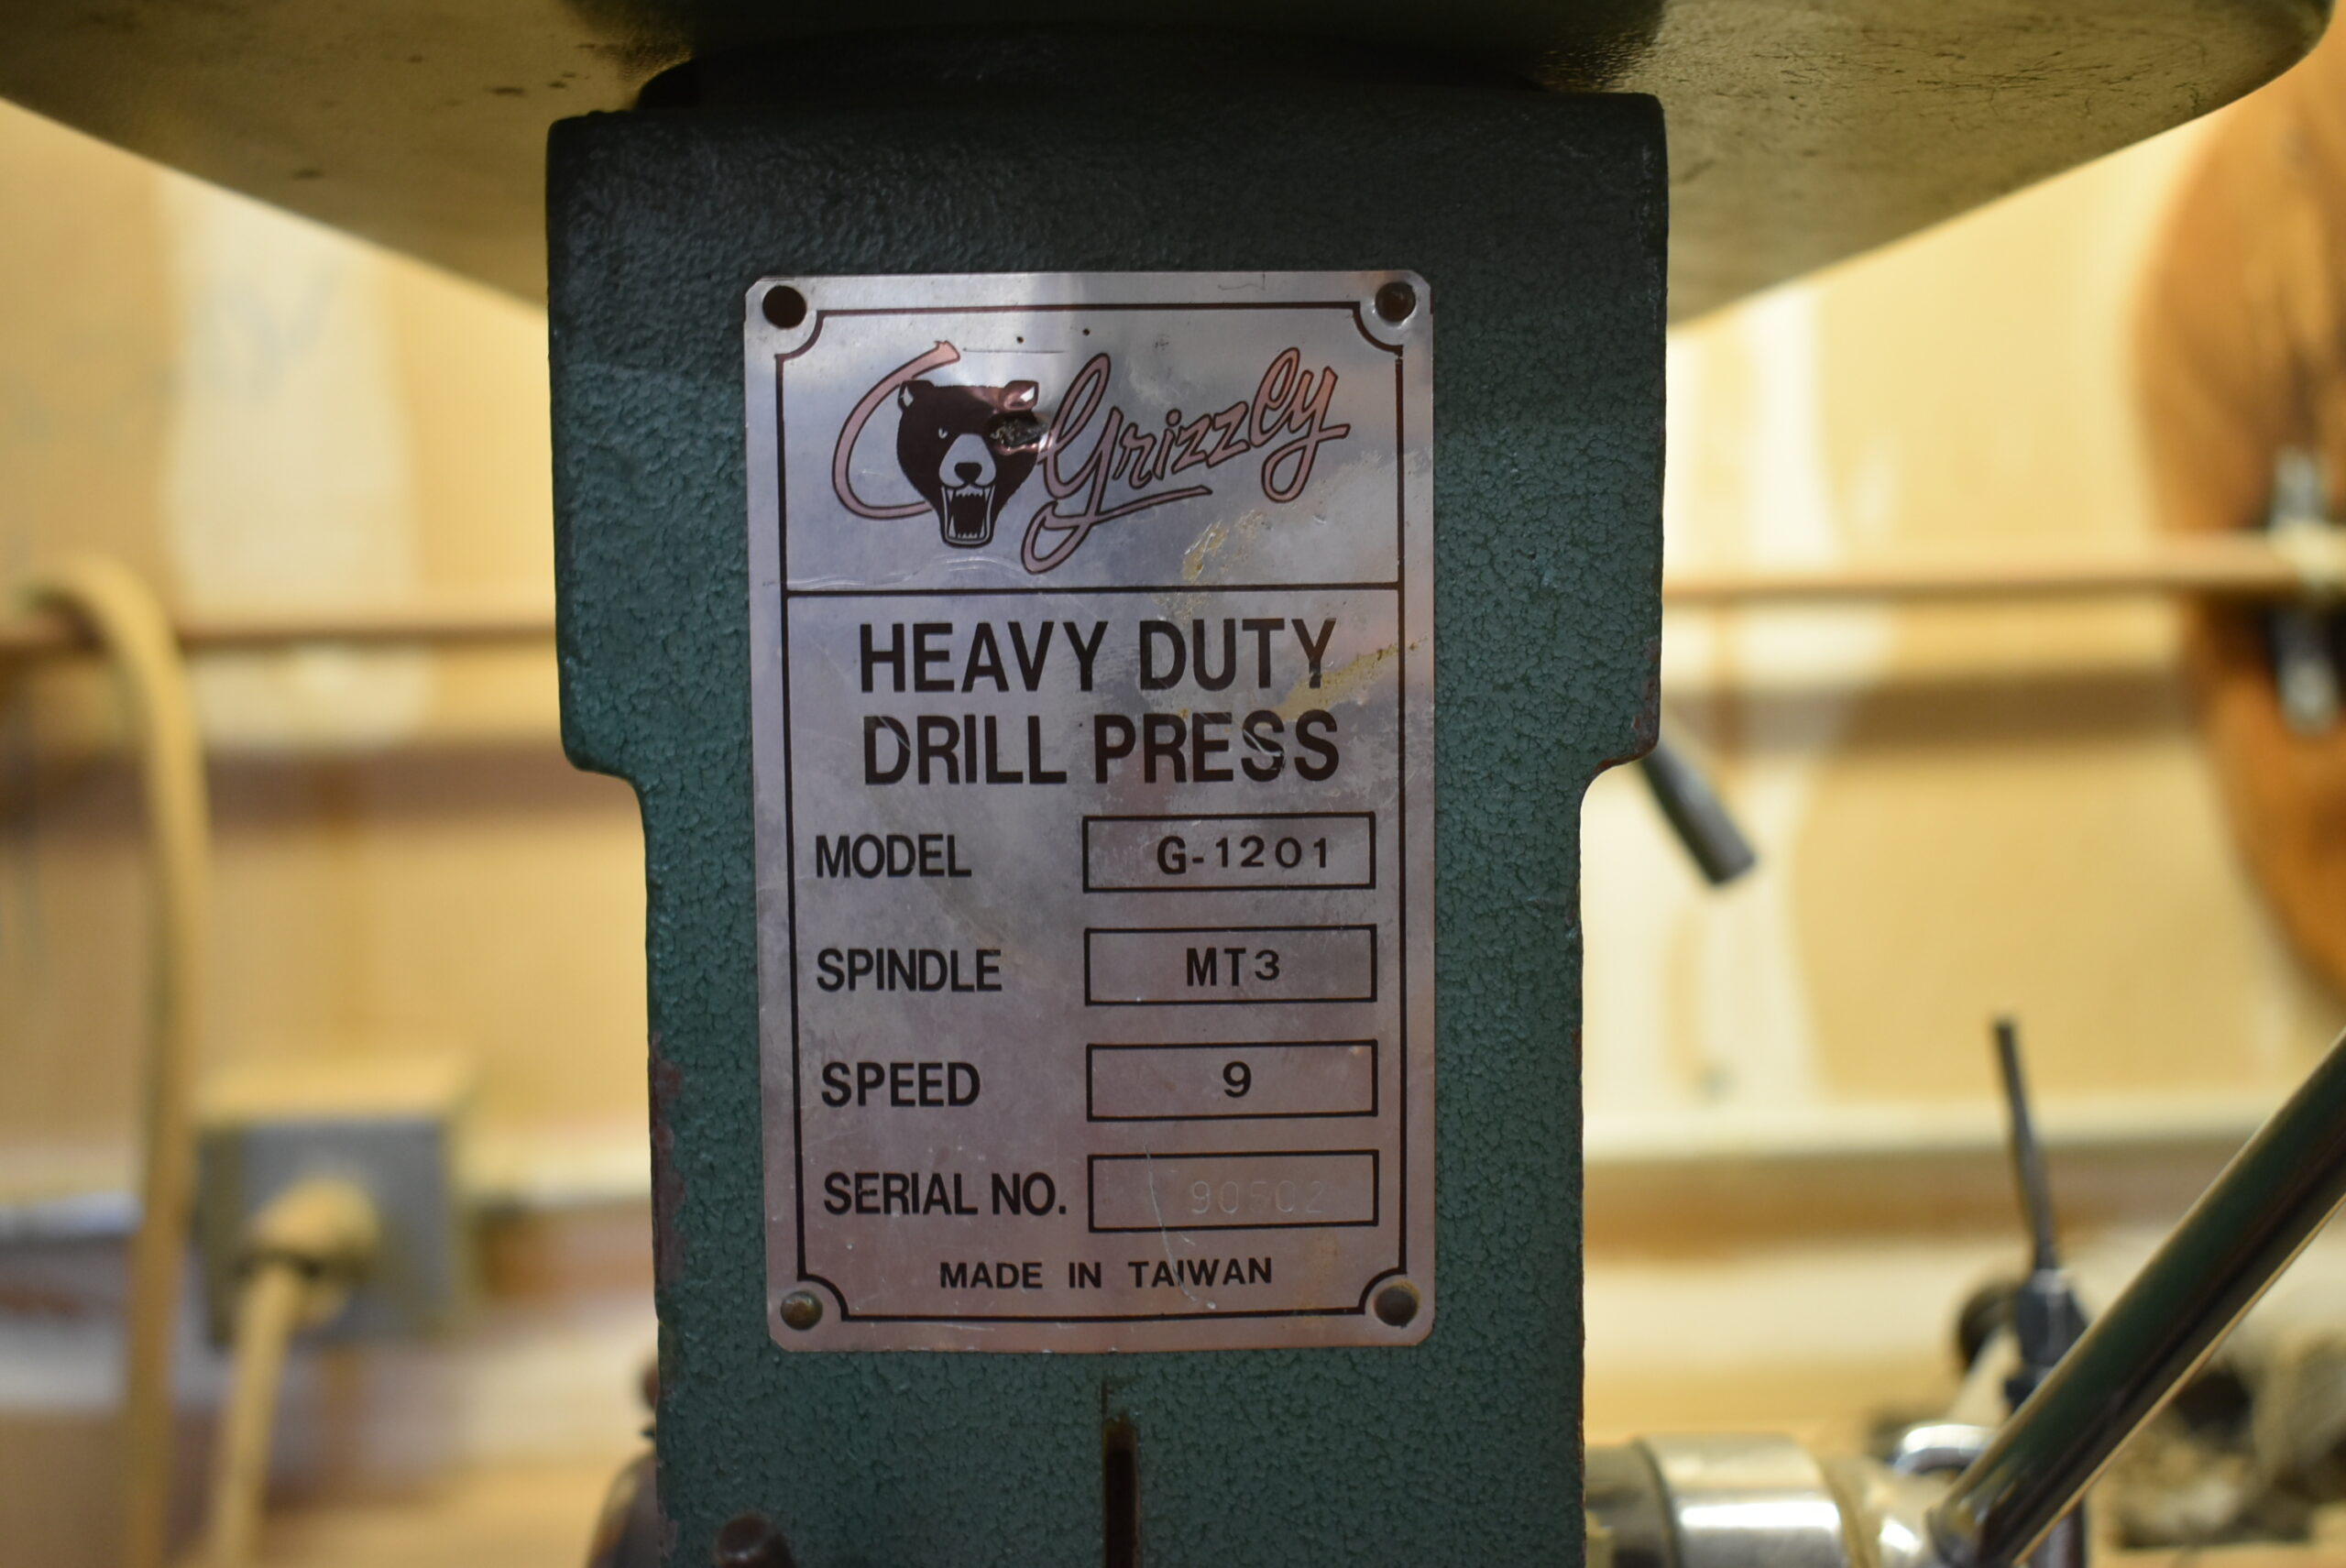 Grizzly
HEAVY DUTY
DRILL PRESS
MODEL G-1201
SPINDLE MT3
SPEED 9
SERIAL NO.
MADE IN TAIWAN